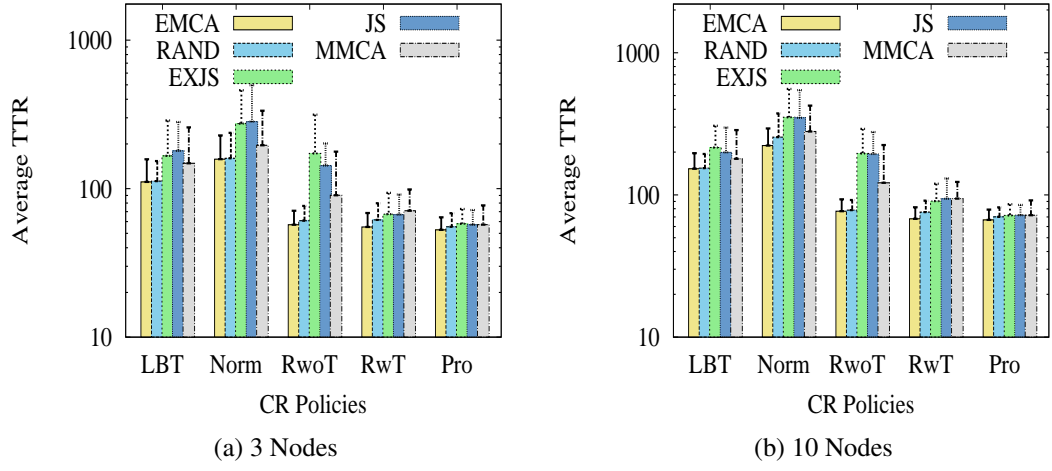 EMCA
RAND
EXJS
JS
MMCA
1000
100
10
Average TTR
LBT Norm RwoT RwT Pro
CR Policies
(a) 3 Nodes
EMCA
RAND
EXJS
JS
MMCA
1000
100
10
Average TTR
LBT Norm RwoT RwT Pro
CR Policies
(b) 10 Nodes